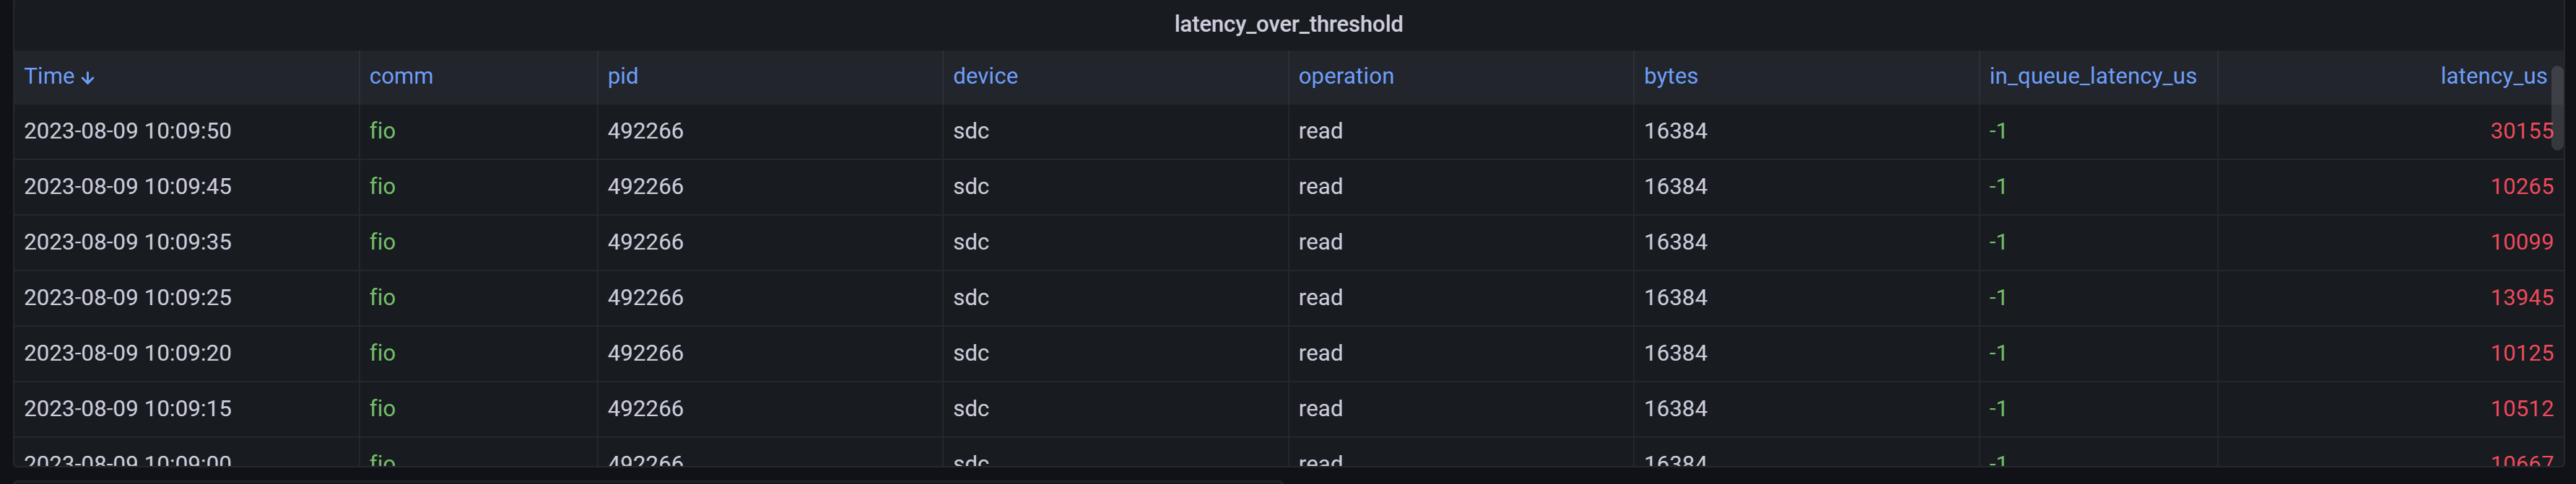 latency_over_threshold
Time ↓ comm pid device operation bytes in_queue_latency_us latency_us
2023-08-09 10:09:50 fio 492266 sdc read 16384 -1 30155
2023-08-09 10:09:45 fio 492266 sdc read 16384 -1 10265
2023-08-09 10:09:35 fio 492266 sdc read 16384 -1 10099
2023-08-09 10:09:25 fio 492266 sdc read 16384 -1 13945
2023-08-09 10:09:20 fio 492266 sdc read 16384 -1 10125
2023-08-09 10:09:15 fio 492266 sdc read 16384 -1 10512
2023-08-09 10:09:00 fio 492266 sdc read 16384 -1 10667